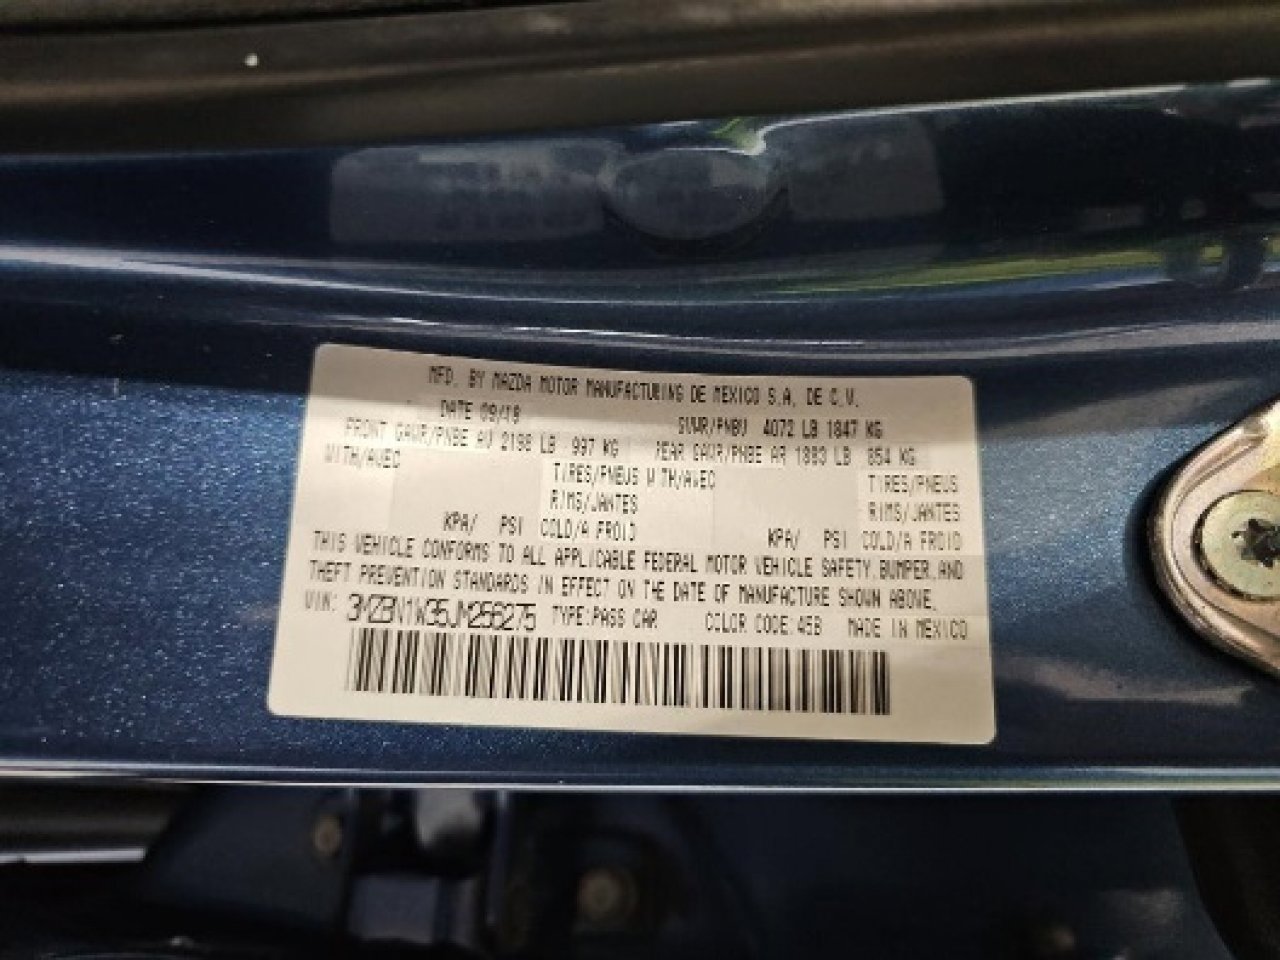 MFD. BY MAZDA MOTOR MANUFACTURING DE MEXICO S.A. DE C.V.
DATE 09/18 GVWR/PNBV 4072 LB 1847 KG
FRONT GAWR/PNBE AV 2198 LB 997 KG REAR GAWR/PNBE AR 1883 LB 854 KG
WITH/AVEC TIRES/PNEUS WITH/AVEC TIRES/PNEUS
RIMS/JANTES RIMS/JANTES
KPA/ PSI COLD/A FROID KPA/ PSI COLD/A FROID
THIS VEHICLE CONFORMS TO ALL APPLICABLE FEDERAL MOTOR VEHICLE SAFETY, BUMPER, AND
THEFT PREVENTION STANDARDS IN EFFECT ON THE DATE OF MANUFACTURE SHOWN ABOVE.
VIN: 3MZBN1W35JM256275 TYPE:PASS CAR COLOR CODE:45B MADE IN MEXICO